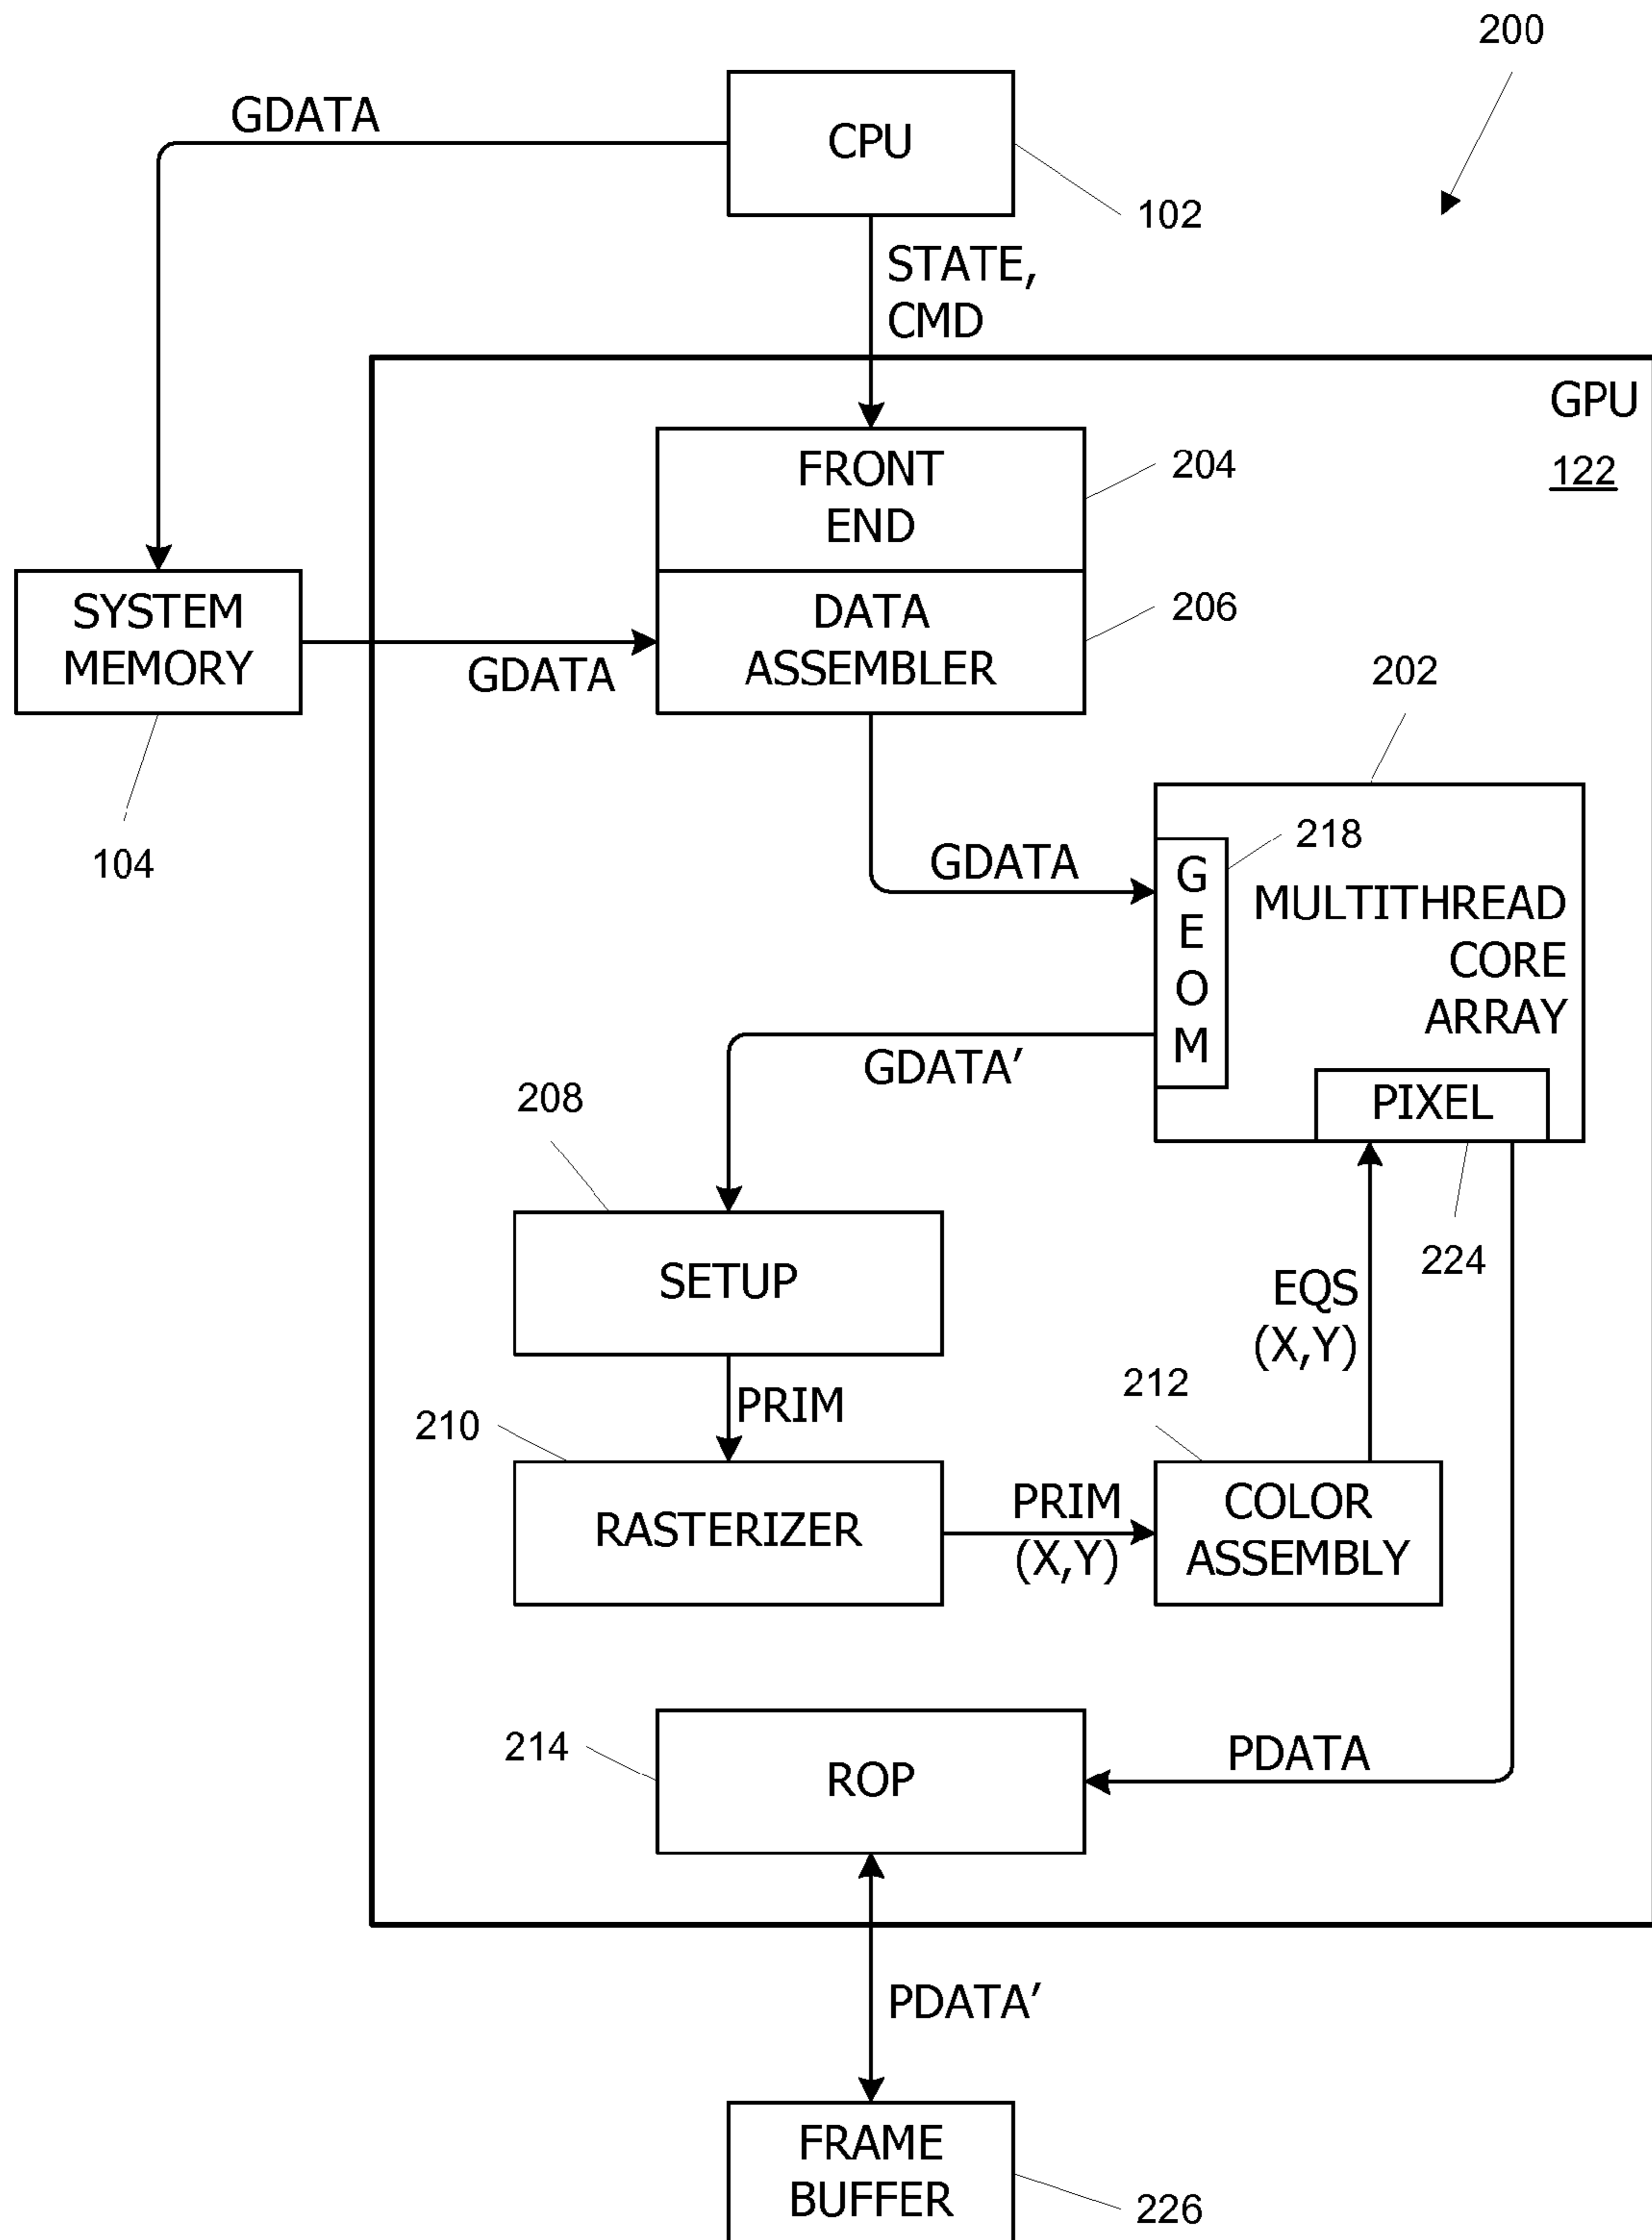 200
GDATA
CPU
102
STATE,
CMD
GPU
122
FRONT
END
204
SYSTEM
MEMORY
104
GDATA
DATA
ASSEMBLER
206
202
218
GDATA
G
E
O
M
MULTITHREAD
CORE
ARRAY
GDATA’
PIXEL
224
208
SETUP
EQS
(X,Y)
PRIM
212
210
RASTERIZER
PRIM
(X,Y)
COLOR
ASSEMBLY
214
ROP
PDATA
PDATA’
FRAME
BUFFER
226